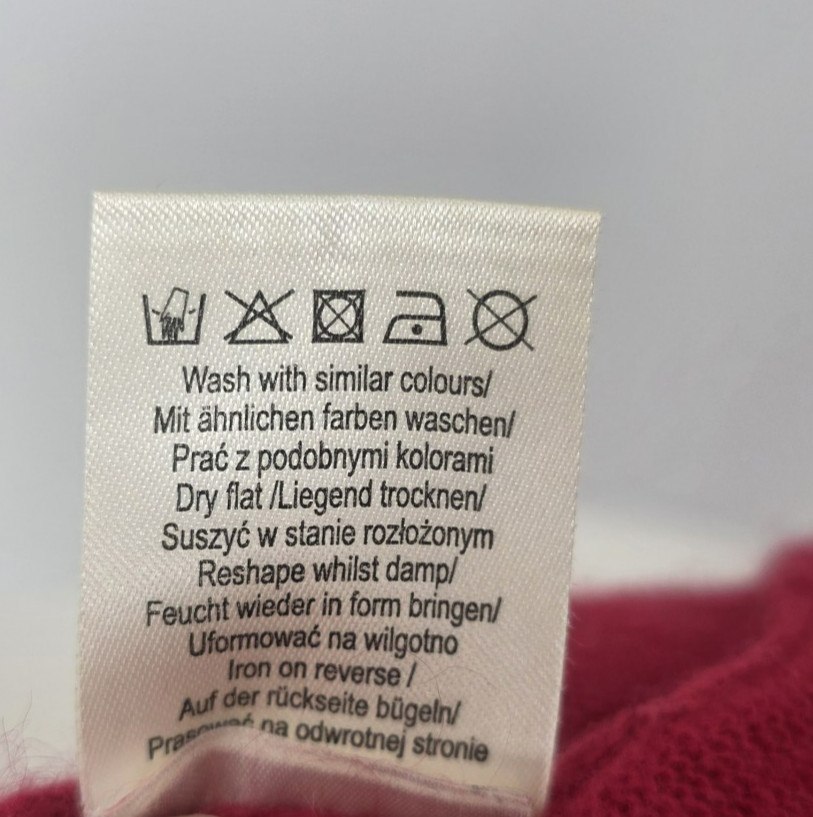 Wash with similar colours/
Mit ähnlichen farben waschen/
Prać z podobnymi kolorami
Dry flat /Liegend trocknen/
Suszyć w stanie rozłożonym
Reshape whilst damp/
Feucht wieder in form bringen/
Uformować na wilgotno
Iron on reverse /
Auf der rückseite bügeln/
Prasować na odwrotnej stronie